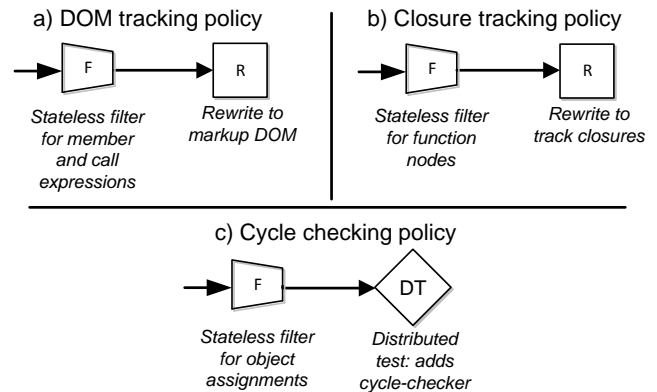 a) DOM tracking policy
F
R
Stateless filter
for member
and call
expressions
Rewrite to
markup DOM
b) Closure tracking policy
F
R
Stateless filter
for function
nodes
Rewrite to
track closures
c) Cycle checking policy
F
DT
Stateless filter
for object
assignments
Distributed
test: adds
cycle-checker